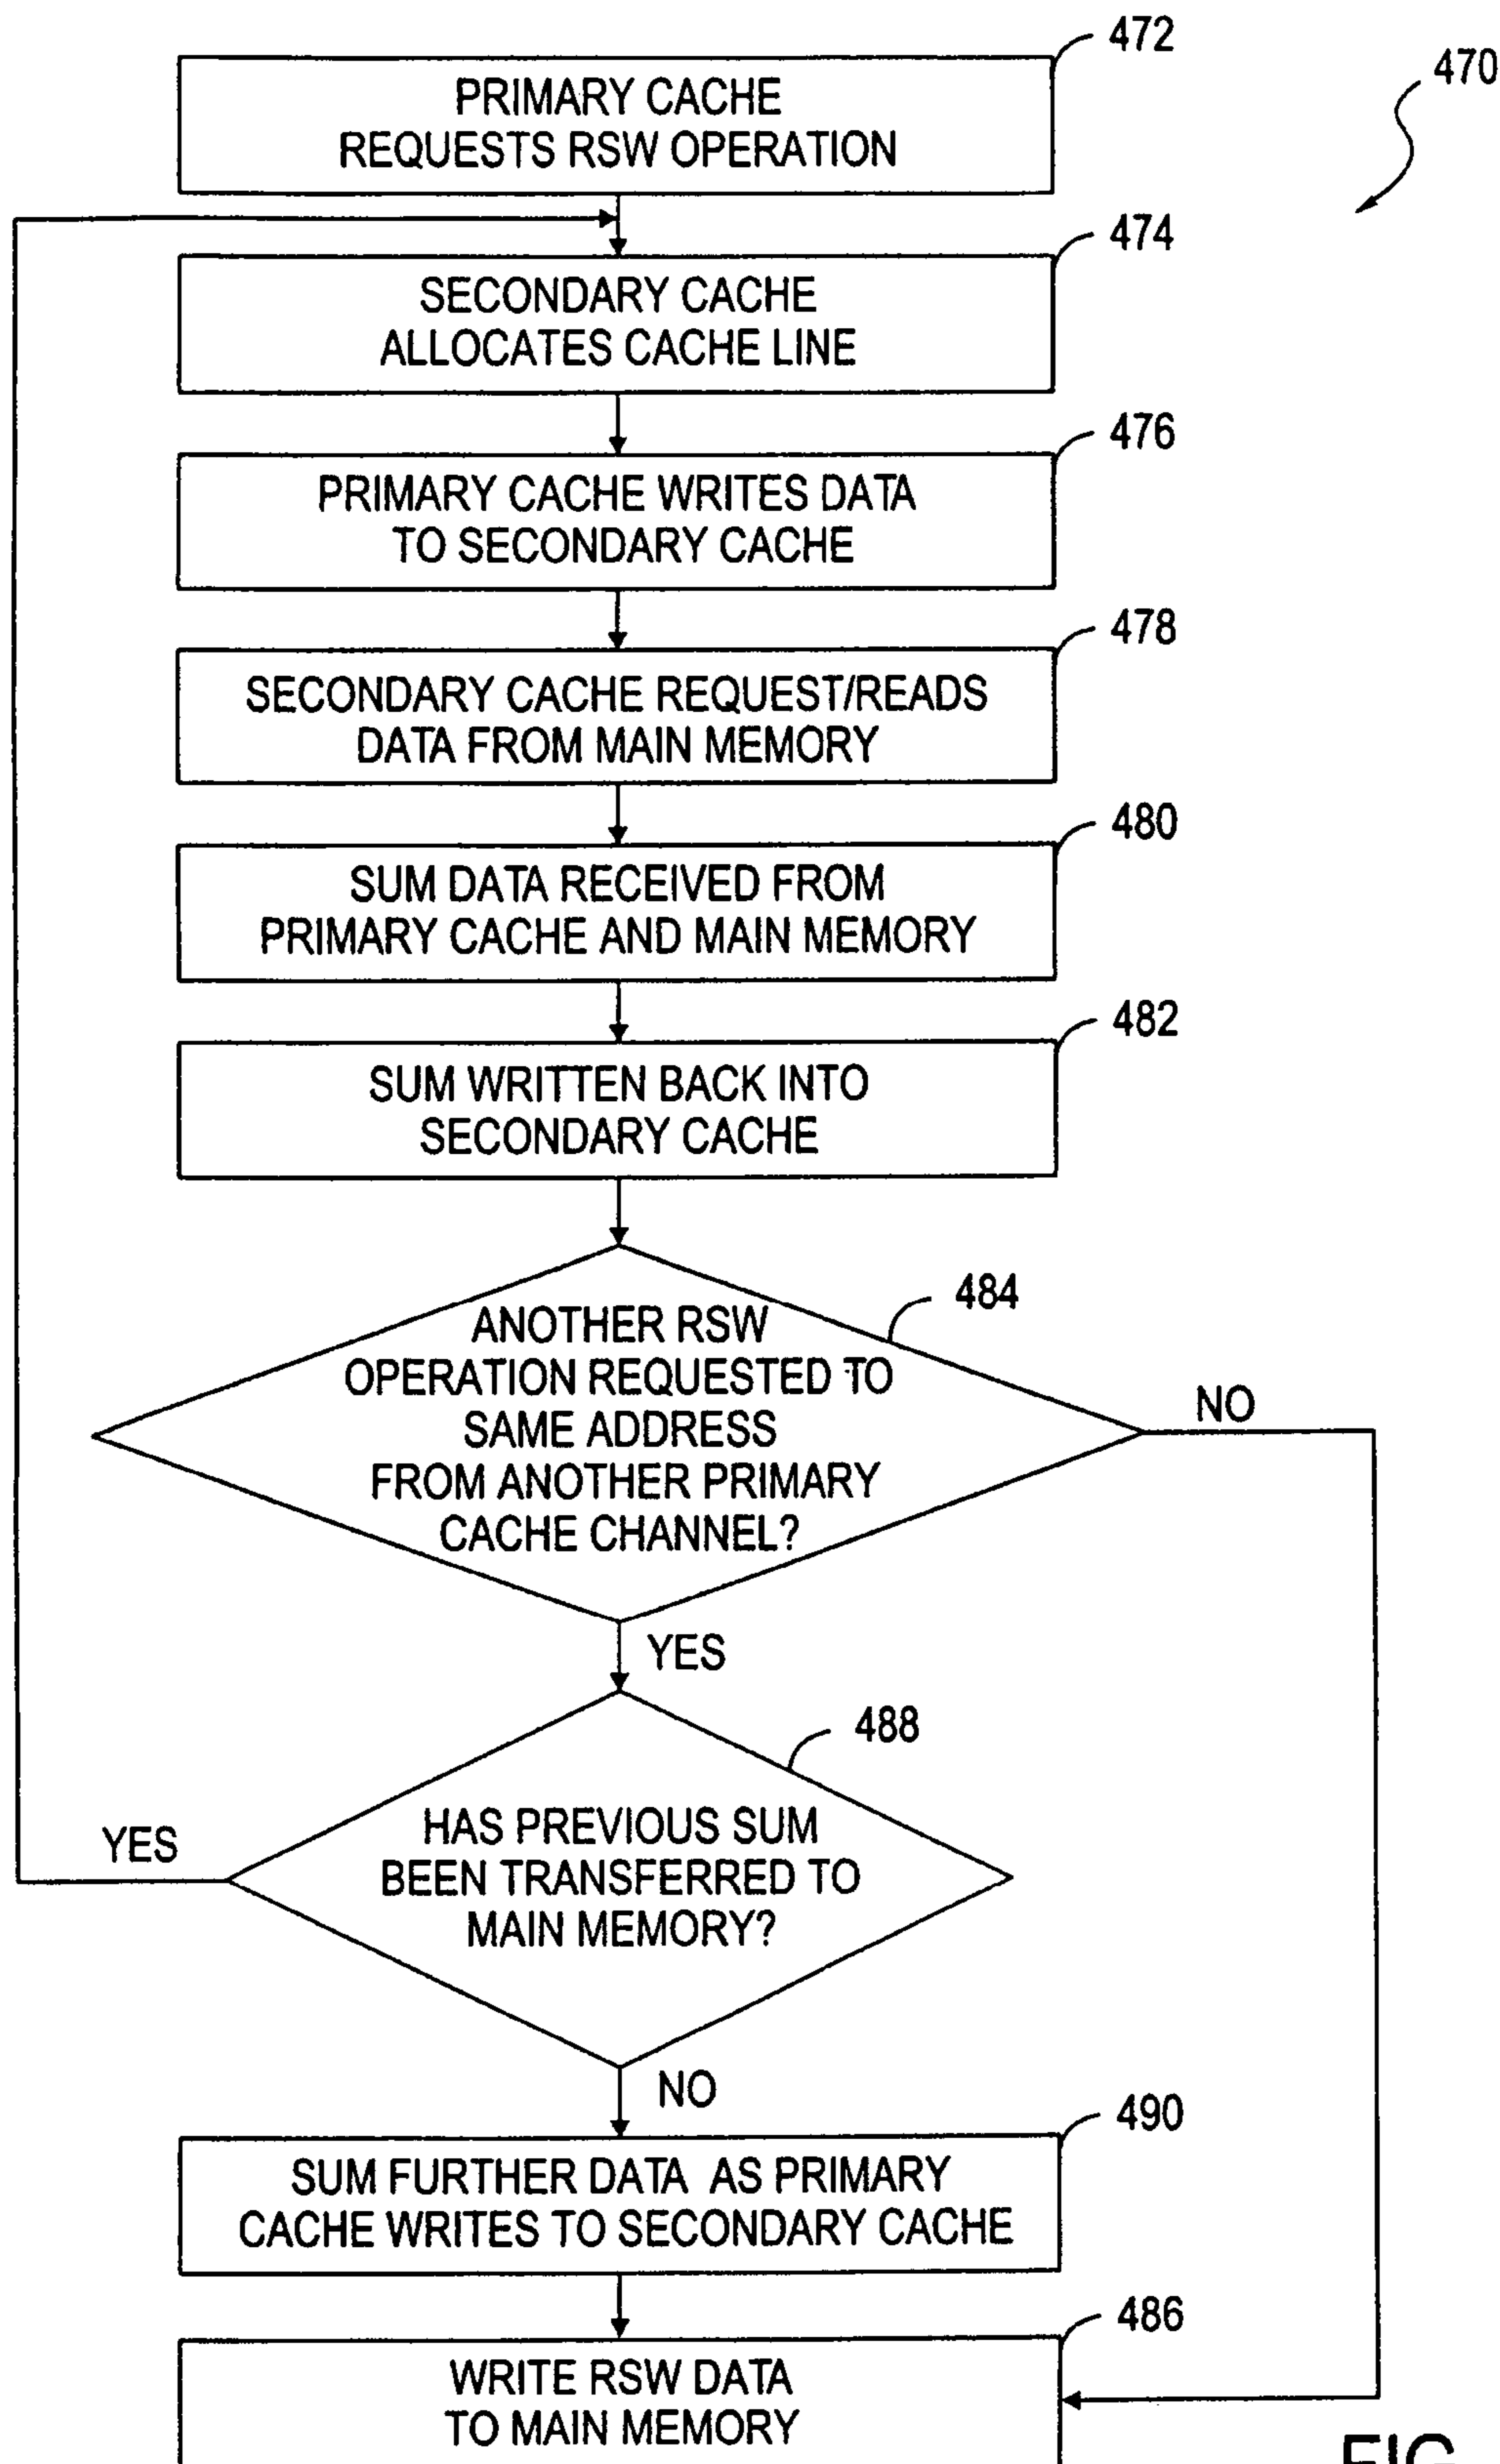 472
470
PRIMARY CACHE
REQUESTS RSW OPERATION
474
SECONDARY CACHE
ALLOCATES CACHE LINE
476
PRIMARY CACHE WRITES DATA
TO SECONDARY CACHE
478
SECONDARY CACHE REQUEST/READS
DATA FROM MAIN MEMORY
480
SUM DATA RECEIVED FROM
PRIMARY CACHE AND MAIN MEMORY
482
SUM WRITTEN BACK INTO
SECONDARY CACHE
484
ANOTHER RSW
OPERATION REQUESTED TO
SAME ADDRESS
FROM ANOTHER PRIMARY
CACHE CHANNEL?
NO
YES
488
HAS PREVIOUS SUM
BEEN TRANSFERRED TO
MAIN MEMORY?
YES
NO
490
SUM FURTHER DATA AS PRIMARY
CACHE WRITES TO SECONDARY CACHE
486
WRITE RSW DATA
TO MAIN MEMORY
FIG